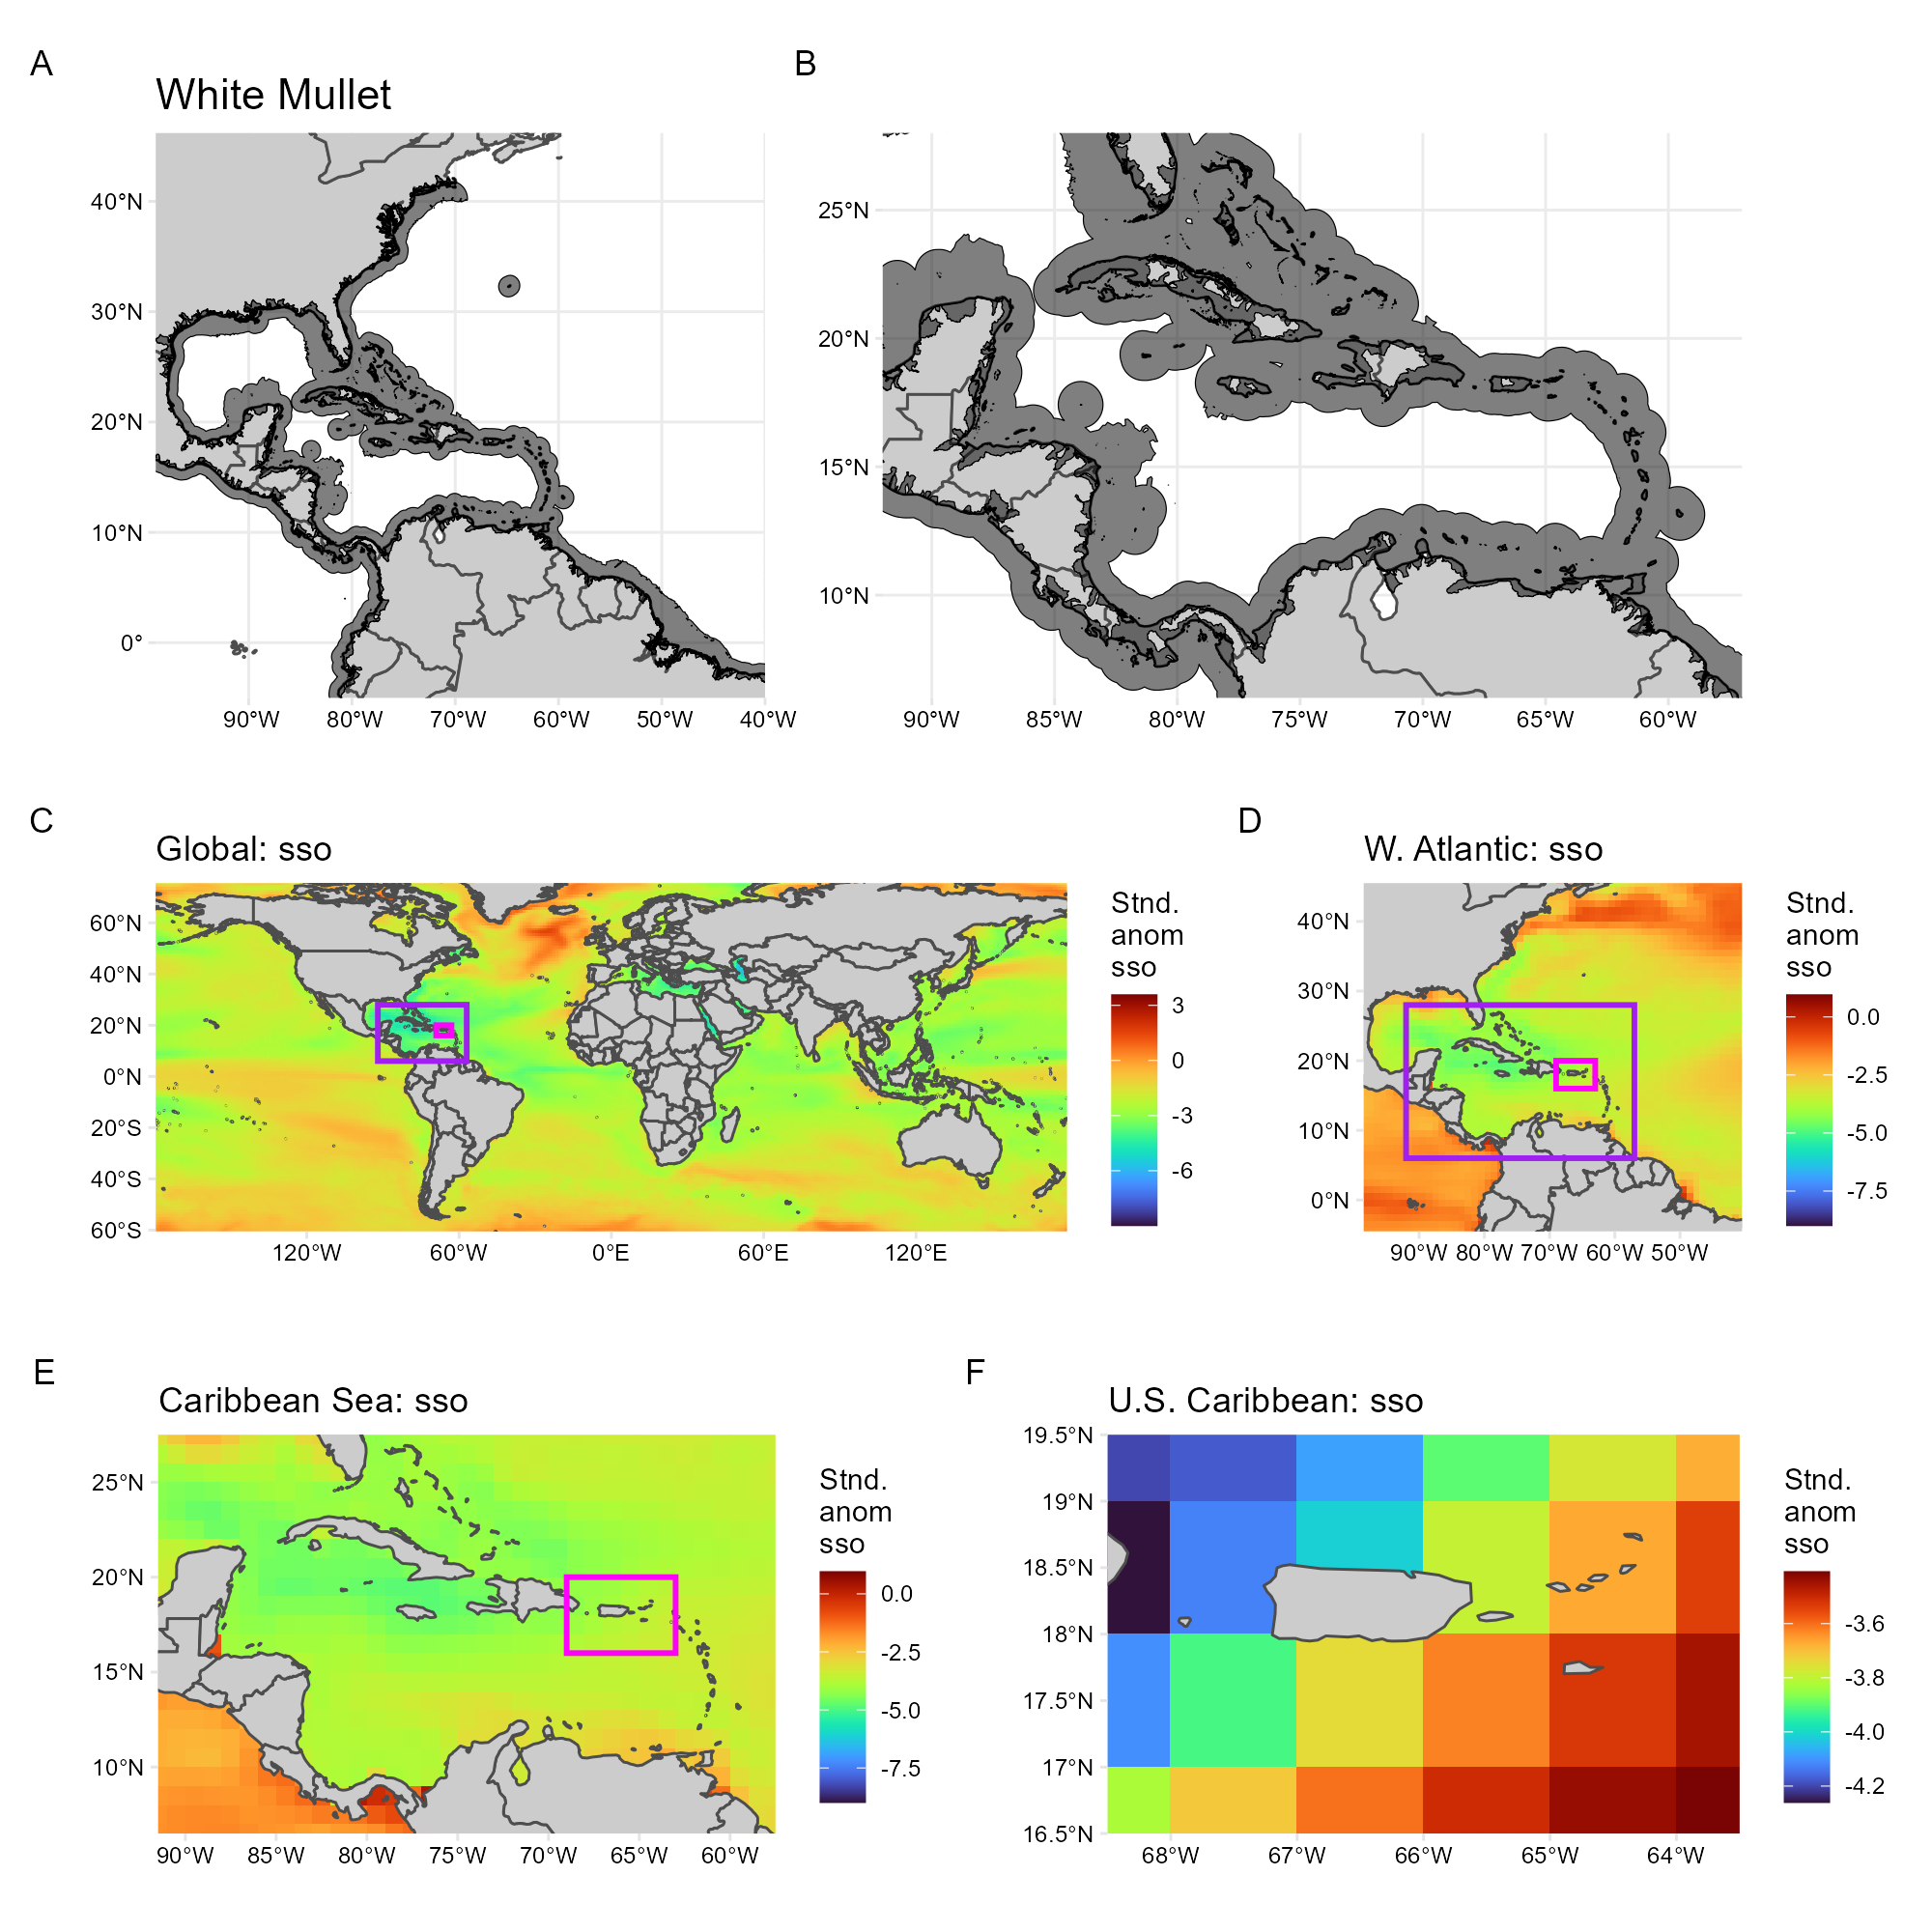 A
B
White Mullet
40°N
30°N
20°N
10°N
0°
90°W 80°W 70°W 60°W 50°W 40°W
25°N
20°N
15°N
10°N
90°W 85°W 80°W 75°W 70°W 65°W 60°W
C
Global: sso
60°N
40°N
20°N
0°N
20°S
40°S
60°S
120°W 60°W 0°E 60°E 120°E
Stnd.
anom
sso
3
0
-3
-6
D
W. Atlantic: sso
40°N
30°N
20°N
10°N
0°N
90°W 80°W 70°W 60°W 50°W
Stnd.
anom
sso
0.0
-2.5
-5.0
-7.5
E
Caribbean Sea: sso
25°N
20°N
15°N
10°N
90°W 85°W 80°W 75°W 70°W 65°W 60°W
Stnd.
anom
sso
0.0
-2.5
-5.0
-7.5
F
U.S. Caribbean: sso
19.5°N
19°N
18.5°N
18°N
17.5°N
17°N
16.5°N
68°W 67°W 66°W 65°W 64°W
Stnd.
anom
sso
-3.6
-3.8
-4.0
-4.2